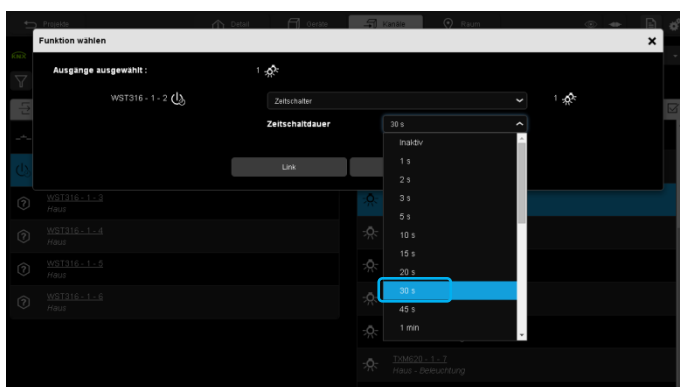 Projekte Detail Geräte Kanäle Raum
Funktion wählen
Ausgänge ausgewählt : 1
WST316 - 1 - 2 Zeitschalter 1
Zeitschaltdauer 30 s
Inaktiv
1 s
2 s
3 s
5 s
10 s
15 s
20 s
30 s
45 s
1 min
Link
WST316 - 1 - 3
Haus
WST316 - 1 - 4
Haus
WST316 - 1 - 5
Haus
WST316 - 1 - 6
Haus
TXM620 - 1 - 7
Haus - Beleuchtung